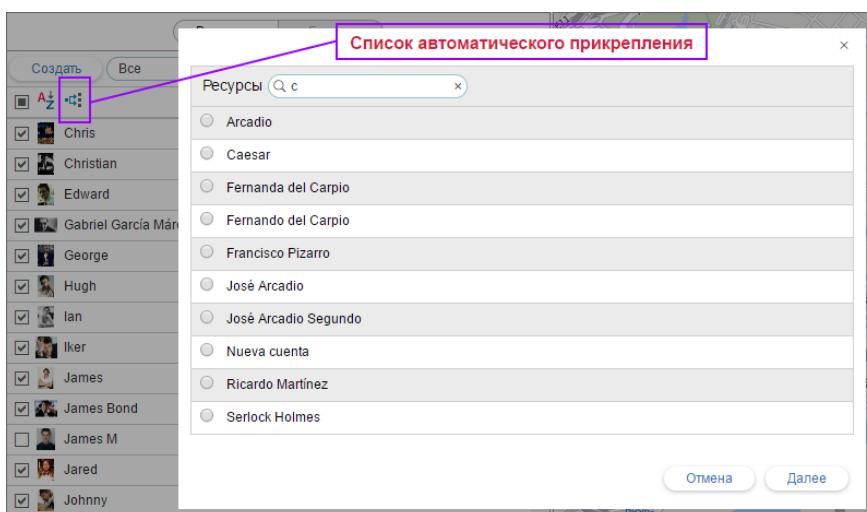 Список автоматического прикрепления
×
Создать
Все
Ресурсы
c
×
A
Z
Arcadio
Chris
Caesar
Christian
Fernanda del Carpio
Edward
Fernando del Carpio
Gabriel García
Francisco Pizarro
George
José Arcadio
Hugh
José Arcadio Segundo
Ian
Nueva cuenta
Iker
Ricardo Martínez
James
Serlock Holmes
James Bond
James M
Jared
Отмена
Далее
Johnny